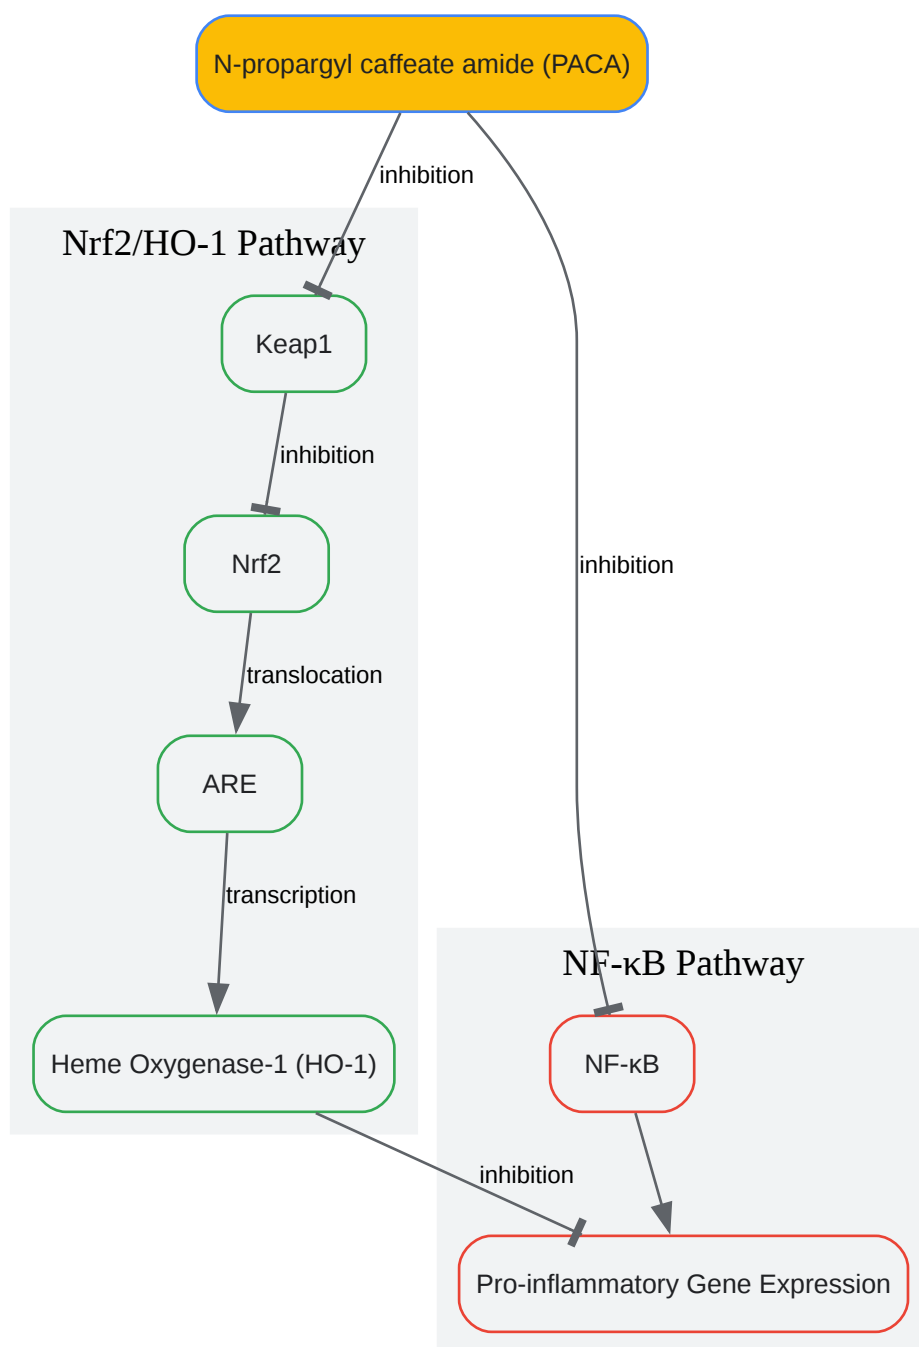 N-propargyl caffeate amide (PACA)
inhibition
Nrf2/HO-1 Pathway
Keap1
inhibition
Nrf2
inhibition
translocation
ARE
transcription
NF-κB Pathway
Heme Oxygenase-1 (HO-1)
NF-κB
inhibition
Pro-inflammatory Gene Expression